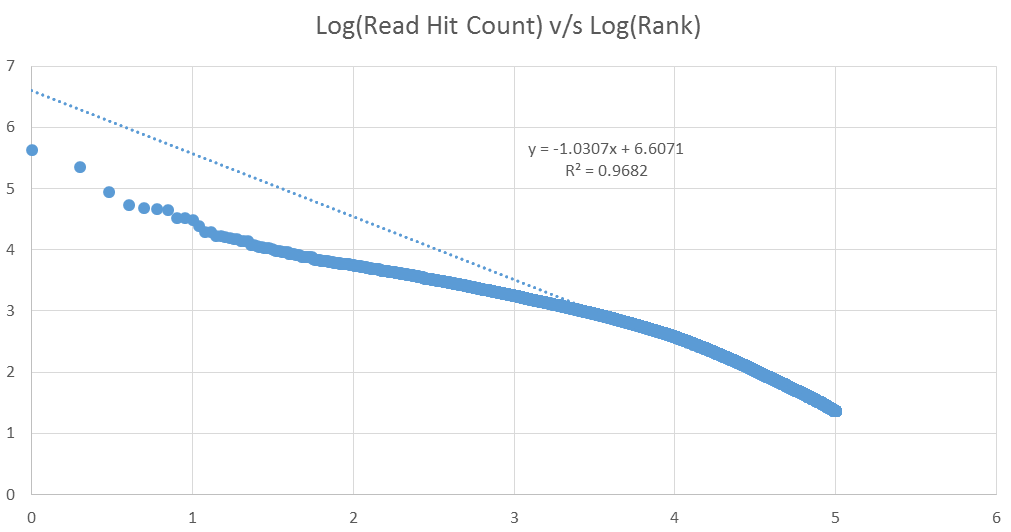 Log(Read Hit Count) v/s Log(Rank)
7
6
5
4
3
2
1
0
y = -1.0307x + 6.6071
R² = 0.9682
0 1 2 3 4 5 6